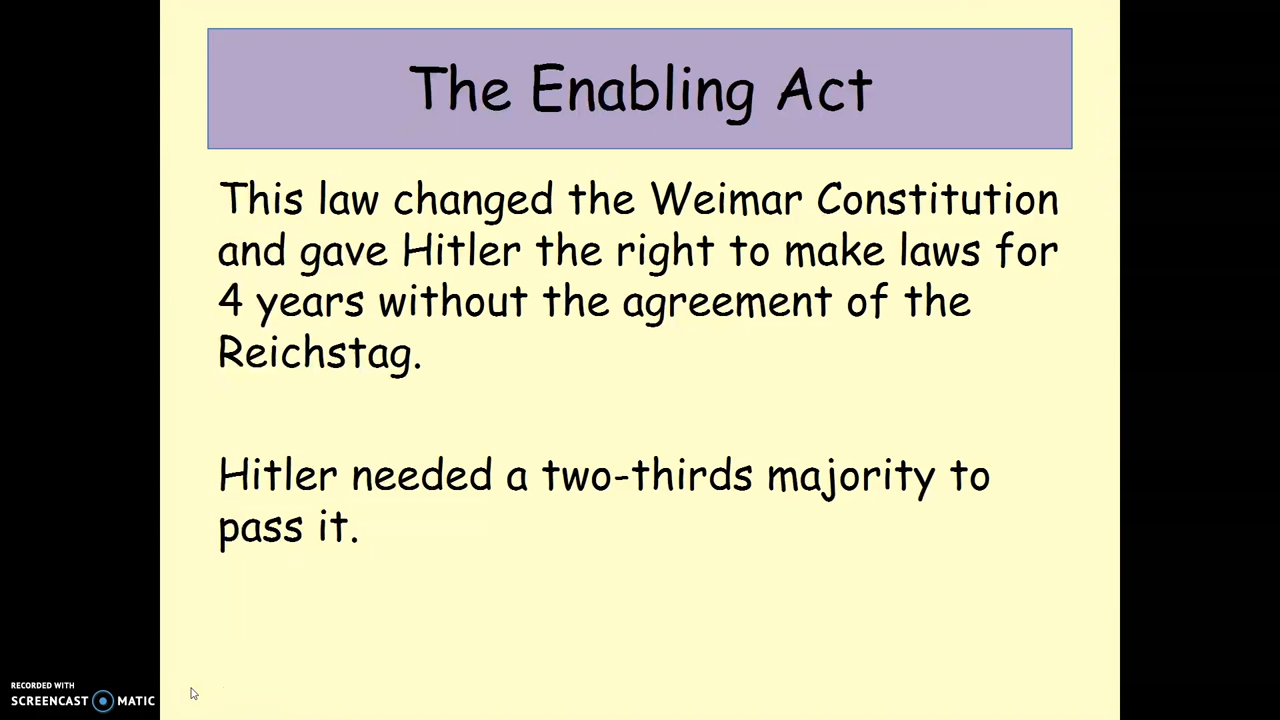 The Enabling Act
This law changed the Weimar Constitution
and gave Hitler the right to make laws for
4 years without the agreement of the
Reichstag.
Hitler needed a two-thirds majority to
pass it.
RECORDED WITH
SCREENCAST MATIC